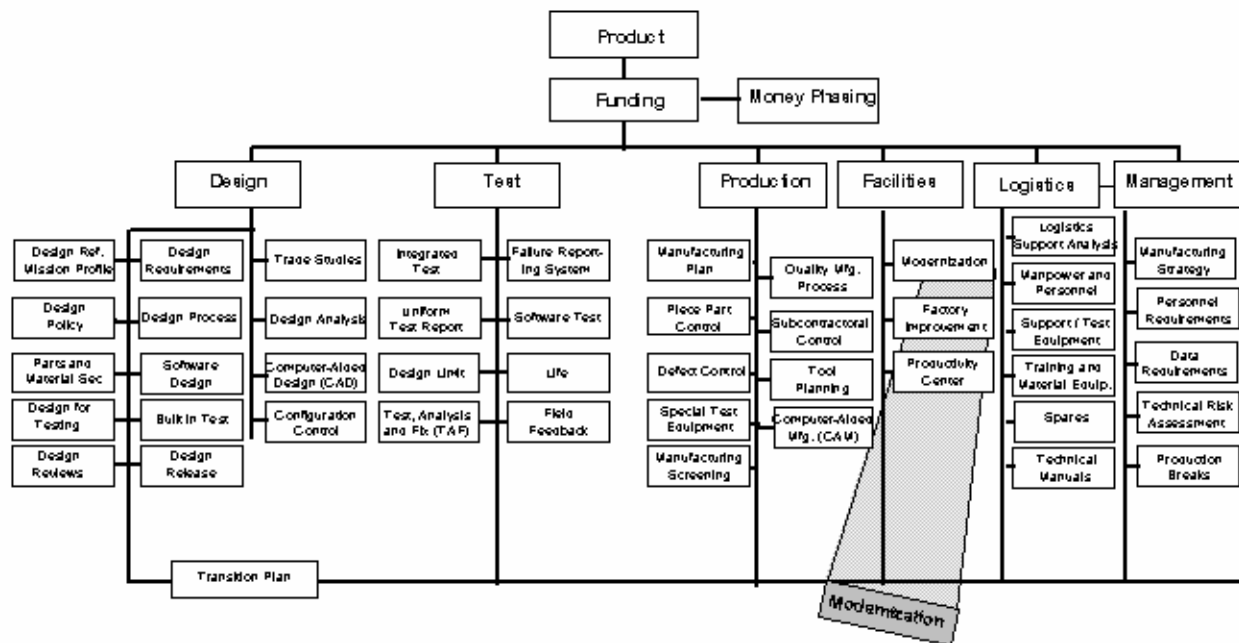 Product
Funding
Money Phasing
Design
Test
Production
Facilities
Logistics
Management
Design Ref.
Mission Profile
Design
Requirements
Trade Studies
Design
Policy
Design Process
Design Analysis
Parts and
Material Sec
Software
Design
Computer-Aided
Design (CAD)
Design for
Testing
Built in Test
Configuration
Control
Design
Reviews
Design
Release
Integrated
Test
Failure Report-
ing System
Uniform
Test Report
Software Test
Design Limit
Life
Test, Analysis
and Fix (TAF)
Field
Feedback
Manufacturing
Plan
Quality Mfg.
Process
Piece Part
Control
Subcontractoral
Control
Defect Control
Tool
Planning
Special Test
Equipment
Computer-Aided
Mfg. (CAM)
Manufacturing
Screening
Modernization
Factory
Improvement
Productivity
Center
Logistics
Support Analysis
Manpower and
Personnel
Support / Test
Equipment
Training and
Material Equip.
Spares
Technical
Manuals
Manufacturing
Strategy
Personnel
Requirements
Data
Requirements
Technical Risk
Assessment
Production
Breaks
Transition Plan
Modernization